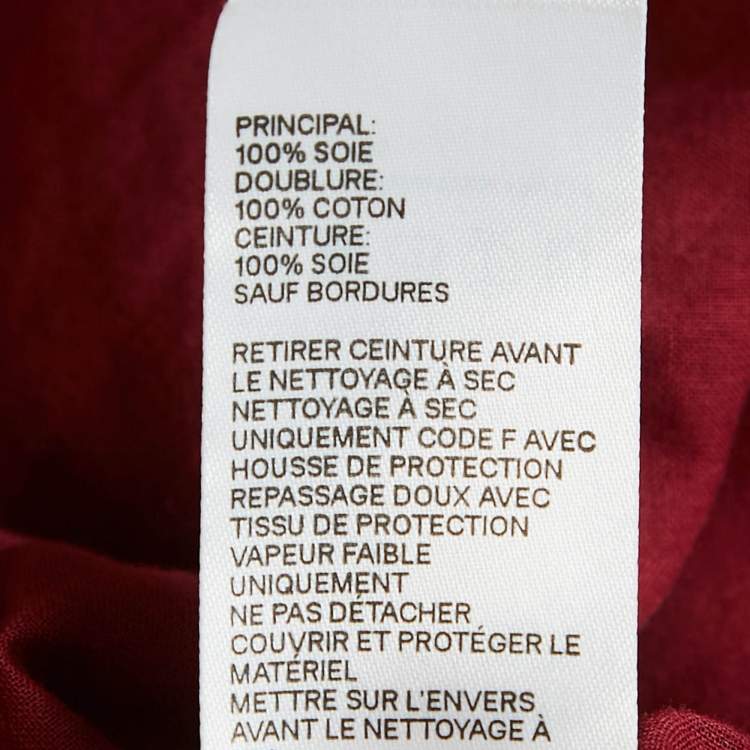 PRINCIPAL:
100% SOIE
DOUBLURE:
100% COTON
CEINTURE:
100% SOIE
SAUF BORDURES
RETIRER CEINTURE AVANT
LE NETTOYAGE À SEC
NETTOYAGE À SEC
UNIQUEMENT CODE F AVEC
HOUSSE DE PROTECTION
REPASSAGE DOUX AVEC
TISSU DE PROTECTION
VAPEUR FAIBLE
UNIQUEMENT
NE PAS DÉTACHER
COUVRIR ET PROTÉGER LE
MATÉRIEL
METTRE SUR L'ENVERS
AVANT LE NETTOYAGE À